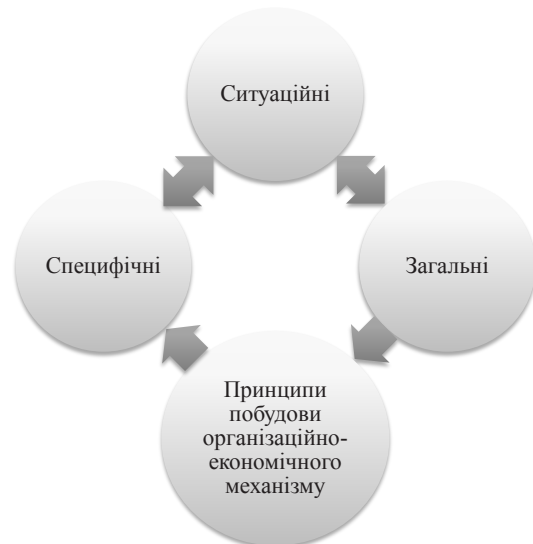 Ситуаційні
Специфічні
Загальні
Принципи
побудови
організаційно-
економічного
механізму